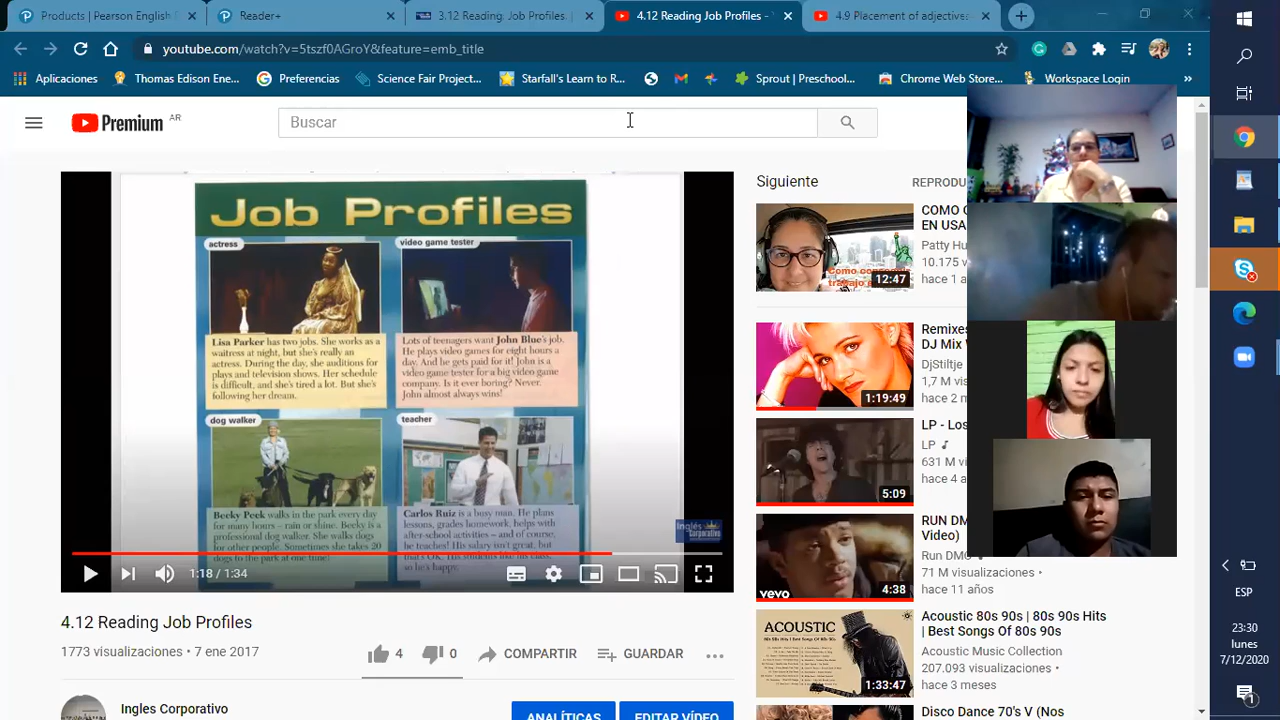 Products | Pearson English P
Reader+
3.12 Reading: Job Profiles.
4.12 Reading Job Profiles -
4.9 Placement of adjectives
youtube.com/watch?v=5tszf0AGroY&feature=emb_title
Aplicaciones
Thomas Edison Ene...
Preferencias
Science Fair Project...
Starfall's Learn to R...
Sprout | Preschool...
Chrome Web Store...
Workspace Login
»
Premium AR
Buscar
Job Profiles
actress
video game tester
Lisa Parker has two jobs. She works as a
waitress at night, but she's really an
actress. During the day, she auditions for
plays and television shows. Her schedule
is difficult, and she's tired a lot. But she's
following her dream.
Lots of teenagers want John Blue's job.
He plays video games for eight hours a
day. And he gets paid for it! John is a
video game tester for a big video game
company. Is it ever boring? Never.
John almost always wins!
dog walker
teacher
Becky Peck walks in the park every day
for many hours – rain or shine. Becky is a
professional dog walker. She walks dogs
for other people. Sometimes she takes 20
dogs to the park at one time!
Carlos Ruiz is a busy man. He plans
lessons, grades homework, helps with
after-school activities – and of course,
he teaches! His salary isn't great, but
that's OK. His students like his class,
so he's happy.
Inglés
Corporativo
1:18 / 1:34
4.12 Reading Job Profiles
1773 visualizaciones • 7 ene 2017
4
0
COMPARTIR
GUARDAR
Ingles Corporativo
ANALÍTICAS
EDITAR VÍDEO
Siguiente
REPRODU
COMO C
EN USA
Patty Hu
10.175 vi
hace 1 a
12:47
Remixes
DJ Mix V
DjStiltje
1,7 M vis
hace 2 m
1:19:49
LP - Los
LP
631 M vi
hace 4 a
5:09
RUN DM
Video)
Run DMC
71 M visualizaciones •
hace 11 años
vevo
4:38
Acoustic 80s 90s | 80s 90s Hits
| Best Songs Of 80s 90s
Acoustic Music Collection
207.051 visualizaciones •
hace 3 meses
ACOUSTIC
1:33:47
Disco Dance 70's V (Nos
ESP
23:30
lunes
7/12/2020
1